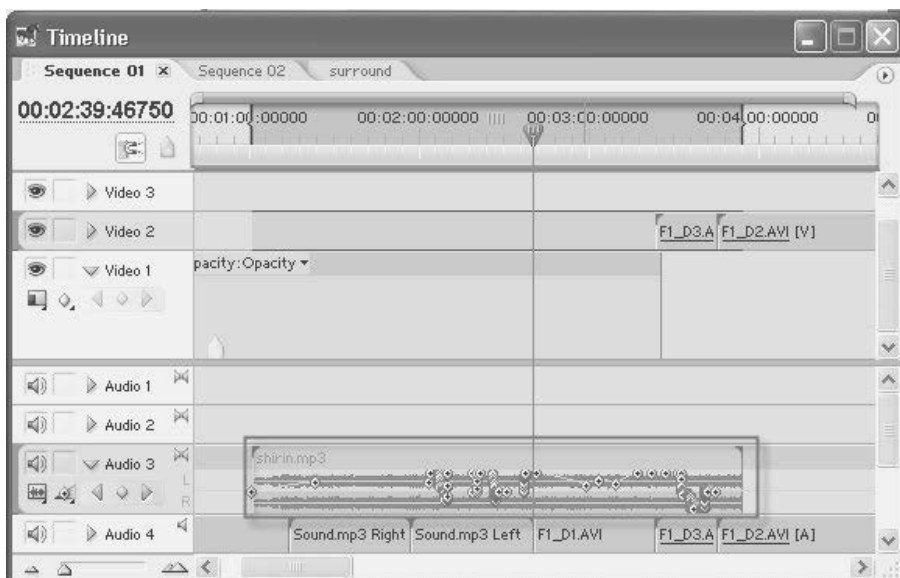 Timeline
Sequence 01 Sequence 02 surround
00:02:39:46750
00:01:00:00000 00:02:00:00000 00:03:00:00000 00:04:00:00000
Video 3
Video 2 F1_D3.A F1_D2.AVI [V]
Video 1 pacity:Opacity
Audio 1
Audio 2
Audio 3 shirin.mp3
L
R
Audio 4 Sound.mp3 Right Sound.mp3 Left F1_D1.AVI F1_D3.A F1_D2.AVI [A]